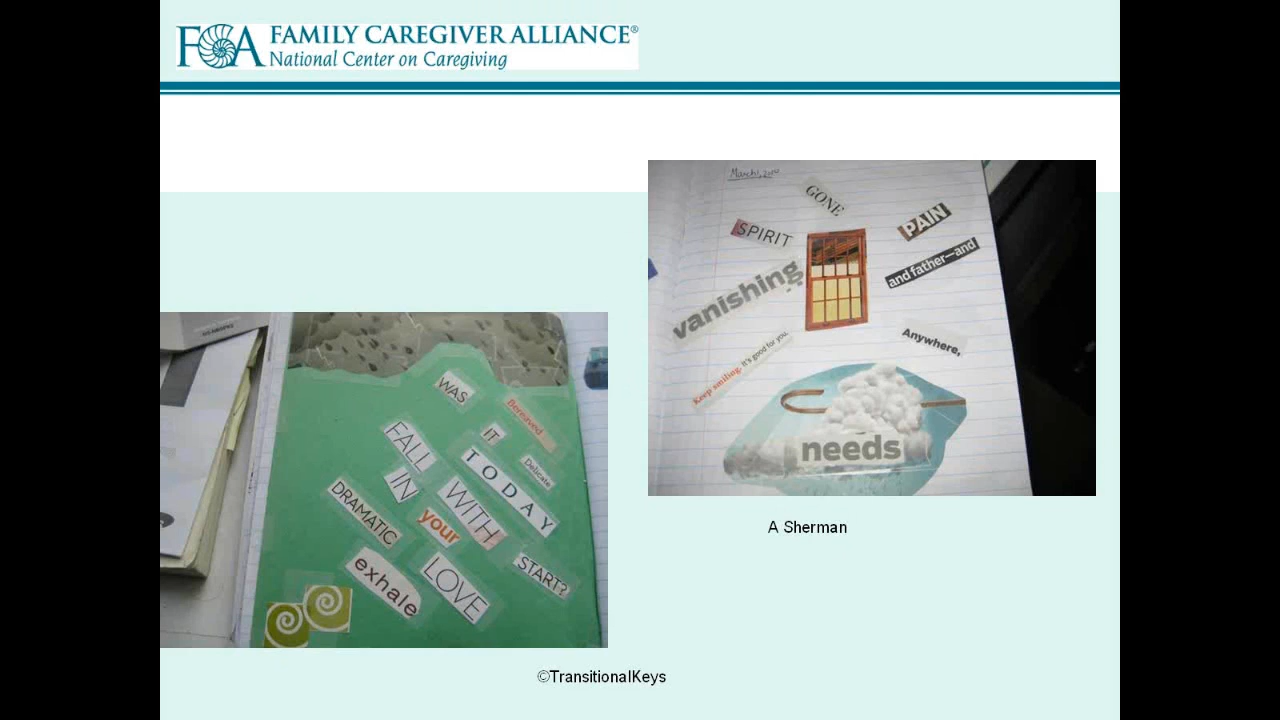 FCA FAMILY CAREGIVER ALLIANCE®
National Center on Caregiving
March 1, 2010
GONE
SPIRIT
PAIN
vanishing
and father—and
Keep smiling. It's good for you.
Anywhere,
needs
A Sherman
WAS
Bereaved
IT
FALL
TODAY
Delicate
IN
WITH
DRAMATIC
your
START?
exhale
LOVE
©TransitionalKeys